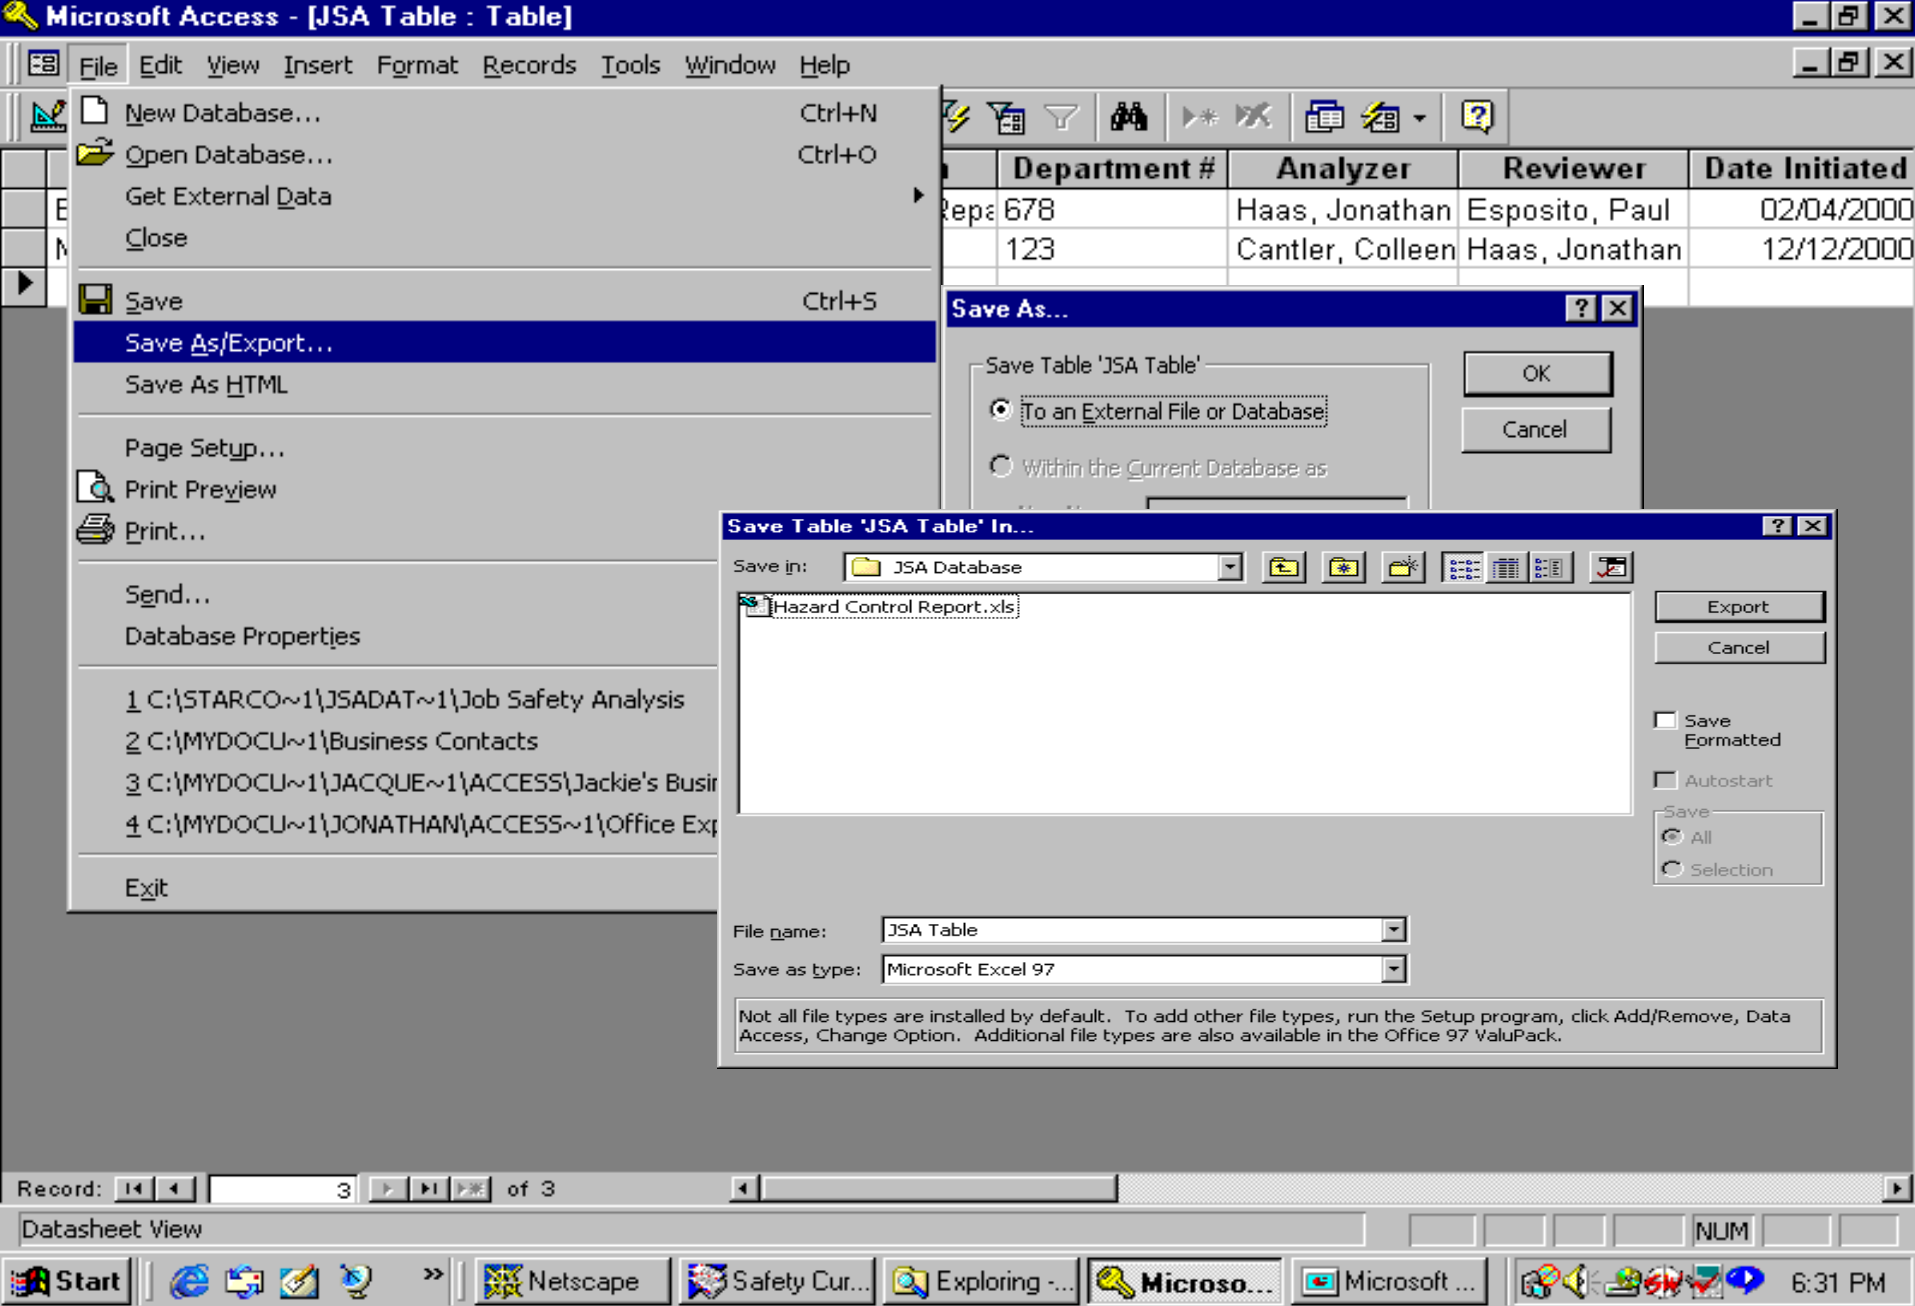 Microsoft Access - [JSA Table : Table]
File Edit View Insert Format Records Tools Window Help
New Database... Ctrl+N
Open Database... Ctrl+O
Get External Data
Close
Save Ctrl+S
Save As/Export...
Save As HTML
Page Setup...
Print Preview
Print...
Send...
Database Properties
1 C:\STARCO~1\JSADAT~1\Job Safety Analysis
2 C:\MYDOCU~1\Business Contacts
3 C:\MYDOCU~1\JACQUE~1\ACCESS\Jackie's Busi
4 C:\MYDOCU~1\JONATHAN\ACCESS~1\Office Exp
Exit
Department # Analyzer Reviewer Date Initiated
Repa 678 Haas, Jonathan Esposito, Paul 02/04/2000
123 Cantler, Colleen Haas, Jonathan 12/12/2000
Save As...
Save Table 'JSA Table'
To an External File or Database
Within the Current Database as
OK
Cancel
Save Table 'JSA Table' In...
Save in: JSA Database
Hazard Control Report.xls
Export
Cancel
Save
Formatted
Autostart
Save
All
Selection
File name: JSA Table
Save as type: Microsoft Excel 97
Not all file types are installed by default. To add other file types, run the Setup program, click Add/Remove, Data
Access, Change Option. Additional file types are also available in the Office 97 ValuPack.
Record: 3 of 3
Datasheet View NUM
Start Netscape Safety Cur... Exploring -... Microso... Microsoft ... 6:31 PM